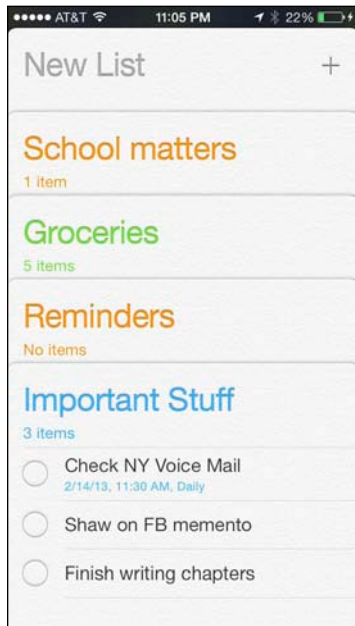 AT&T 11:05 PM 22%
New List +
School matters
1 item
Groceries
5 items
Reminders
No items
Important Stuff
3 items
Check NY Voice Mail
2/14/13, 11:30 AM, Daily
Shaw on FB memento
Finish writing chapters